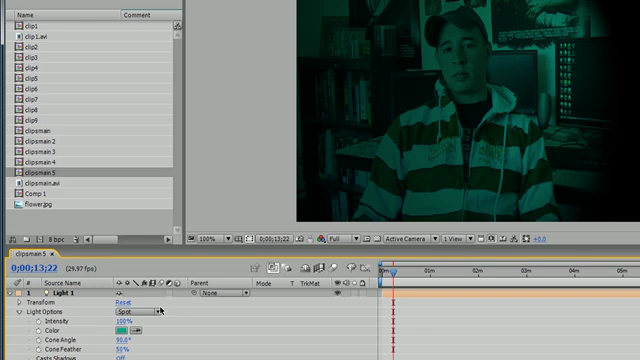 Name Comment
clip1
clip1.avi
clip2
clip3
clip4
clip5
clip6
clip7
clip8
clip9
clipsmain
clipsmain 2
clipsmain 3
clipsmain 4
clipsmain 5
clipsmain.avi
Comp 1
flower.jpg
8 bpc
100% 0;00;13;22 Full Active Camera 1 View +0.0
clipsmain 5
0;00;13;22 (29.97 fps)
# Source Name Parent Mode T TrkMat
00m 01m 02m 03m 04m 05m
1 Light 1 None
Transform Reset
Light Options Spot
Intensity 100%
Color
Cone Angle 90.0°
Cone Feather 50%
Casts Shadows Off